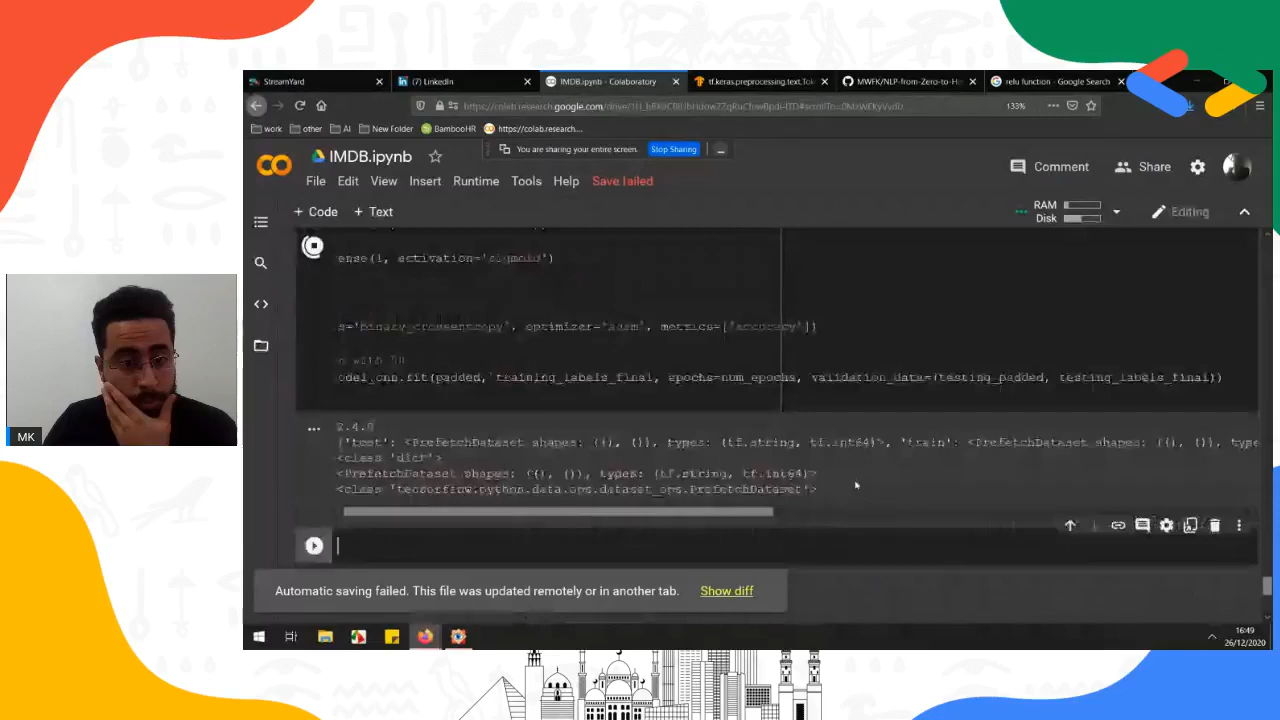 StreamYard
(7) LinkedIn
IMDB.ipynb - Colaboratory
tf.keras.preprocessing.text.Tok
MWFK/NLP-from-Zero-to-He
relu function - Google Search
133%
work
other
AI
New Folder
BambooHR
https://colab.research....
You are sharing your entire screen.
Stop Sharing
IMDB.ipynb
Comment
Share
File
Edit
View
Insert
Runtime
Tools
Help
Save failed
+ Code
+ Text
RAM
Disk
Editing
ense(1, activation='sigmoid')
s='binary_crossentropy', optimizer='adam', metrics=['accuracy'])
odel_cnn.fit(padded, training_labels_final, epochs=num_epochs, validation_data=(testing_padded, testing_labels_final))
2.4.0
{'test': <PrefetchDataset shapes: ((), ()), types: (tf.string, tf.int64)>, 'train': <PrefetchDataset shapes: ((), ()), type
<class 'dict'>
<PrefetchDataset shapes: ((), ()), types: (tf.string, tf.int64)>
<class 'tensorflow.python.data.ops.dataset_ops.PrefetchDataset'>
Automatic saving failed. This file was updated remotely or in another tab.
Show diff
MK
16:49
26/12/2020